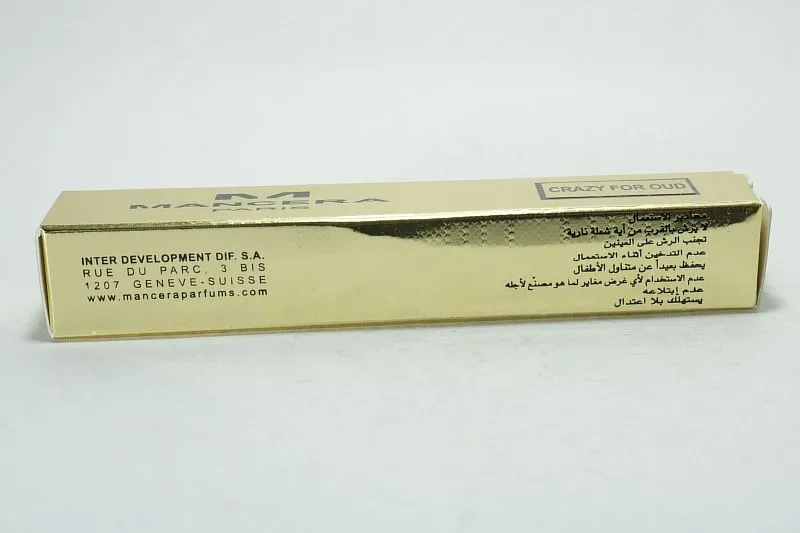 M
MANCERA
PARIS
CRAZY FOR OUD
INTER DEVELOPMENT DIF. S.A.
RUE DU PARC, 3 BIS
1207 GENEVE-SUISSE
www.manceraparfums.com
محاذير الاستعمال
لا يرش بالقرب من أية شعلة نارية
تجنب الرش على العينين
عدم التدخين أثناء الاستعمال
يحفظ بعيداً عن متناول الأطفال
عدم الاستخدام لأي غرض مغاير لما هو مصنّع لأجله
عدم إبتلاعه
يستهلك بلا اعتدال